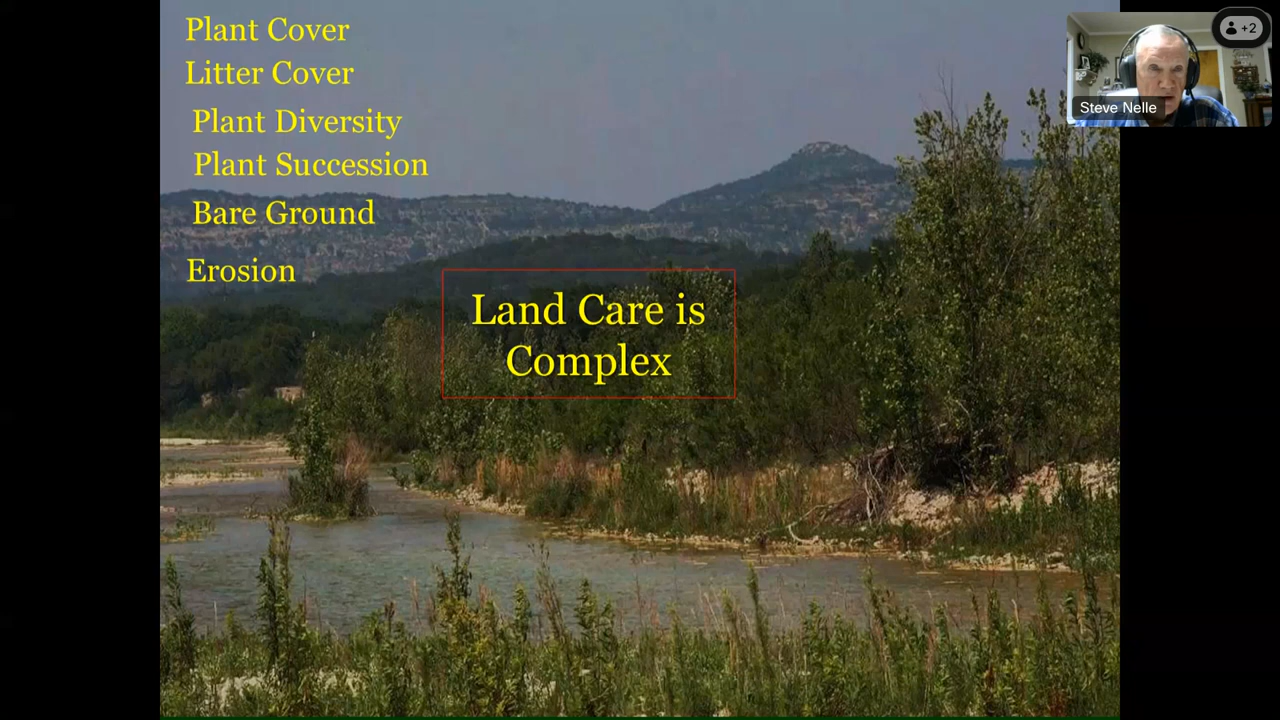 Plant Cover
Litter Cover
Plant Diversity
Plant Succession
Bare Ground
Erosion
Land Care is
Complex
+2
Steve Nelle